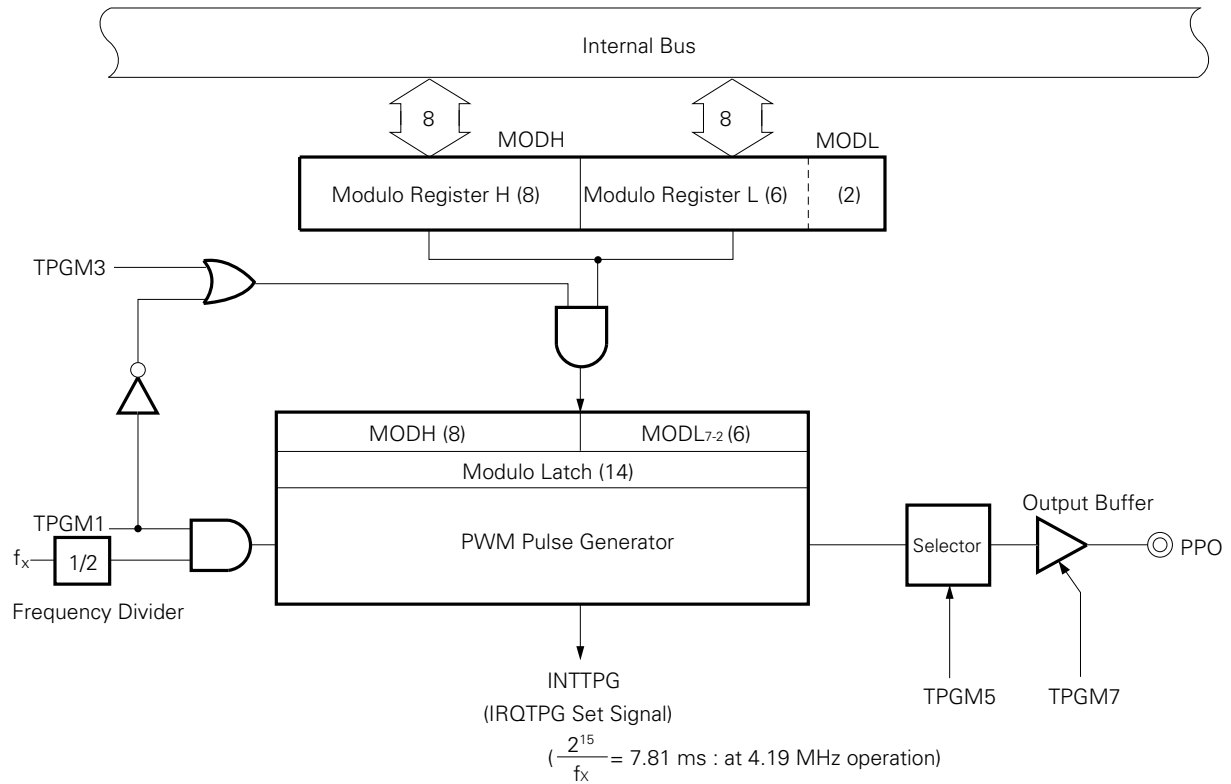 Internal Bus
8
8
MODH
MODL
Modulo Register H (8)
Modulo Register L (6)
(2)
TPGM3
MODH (8)
MODL7-2 (6)
Modulo Latch (14)
TPGM1
PWM Pulse Generator
fX
1/2
Frequency Divider
Selector
Output Buffer
PPO
INTTPG
(IRQTPG Set Signal)
TPGM5
TPGM7
(2^15/fX = 7.81 ms : at 4.19 MHz operation)